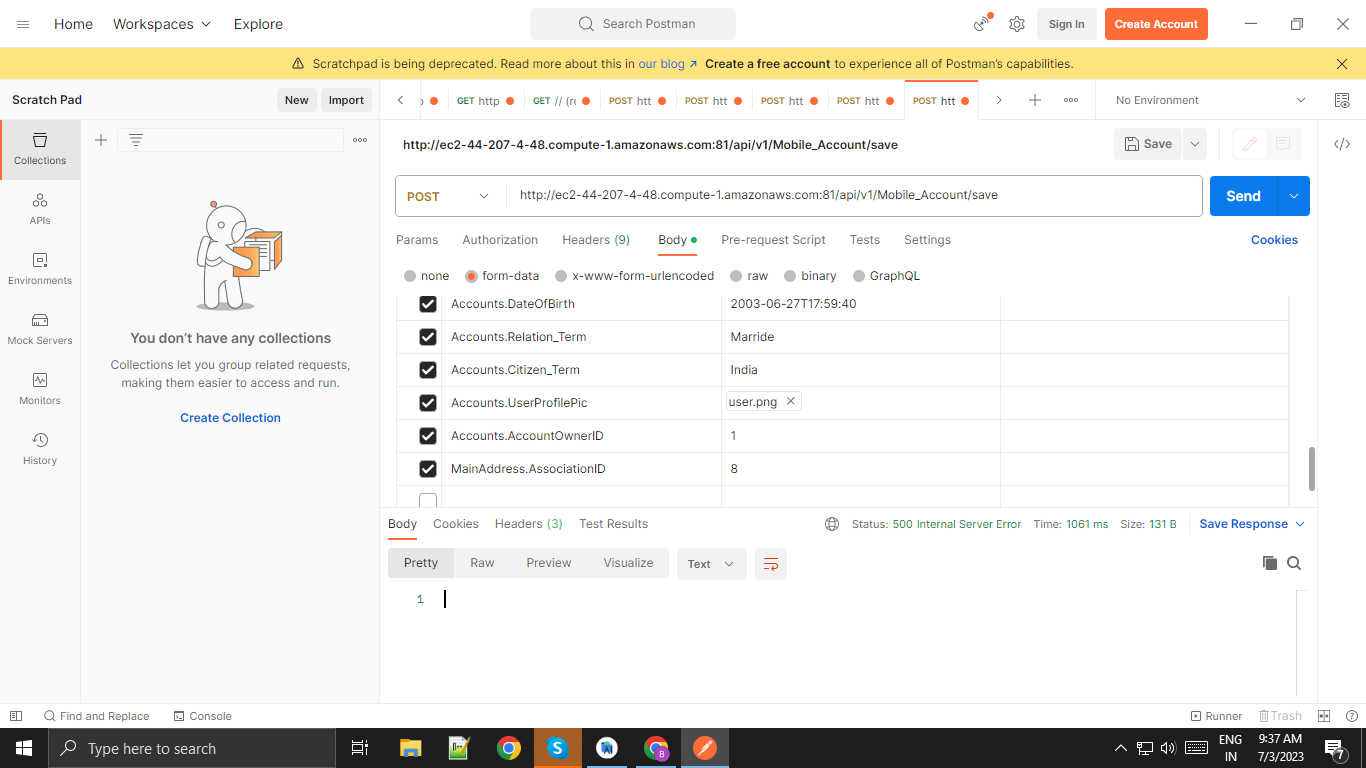 Home Workspaces Explore Search Postman Sign In Create Account
Scratchpad is being deprecated. Read more about this in our blog ↗ Create a free account to experience all of Postman's capabilities.
Scratch Pad New Import
GET http GET // (re POST htt POST htt POST htt POST htt POST htt No Environment
Collections
APIs
Environments
Mock Servers
Monitors
History
You don't have any collections
Collections let you group related requests,
making them easier to access and run.
Create Collection
http://ec2-44-207-4-48.compute-1.amazonaws.com:81/api/v1/Mobile_Account/save Save
POST http://ec2-44-207-4-48.compute-1.amazonaws.com:81/api/v1/Mobile_Account/save Send
Params Authorization Headers (9) Body Pre-request Script Tests Settings Cookies
none form-data x-www-form-urlencoded raw binary GraphQL
Accounts.DateOfBirth 2003-06-27T17:59:40
Accounts.Relation_Term Marride
Accounts.Citizen_Term India
Accounts.UserProfilePic user.png
Accounts.AccountOwnerID 1
MainAddress.AssociationID 8
Body Cookies Headers (3) Test Results Status: 500 Internal Server Error Time: 1061 ms Size: 131 B Save Response
Pretty Raw Preview Visualize Text
1
Find and Replace Console Runner Trash
Type here to search
ENG
IN
9:37 AM
7/3/2023
7